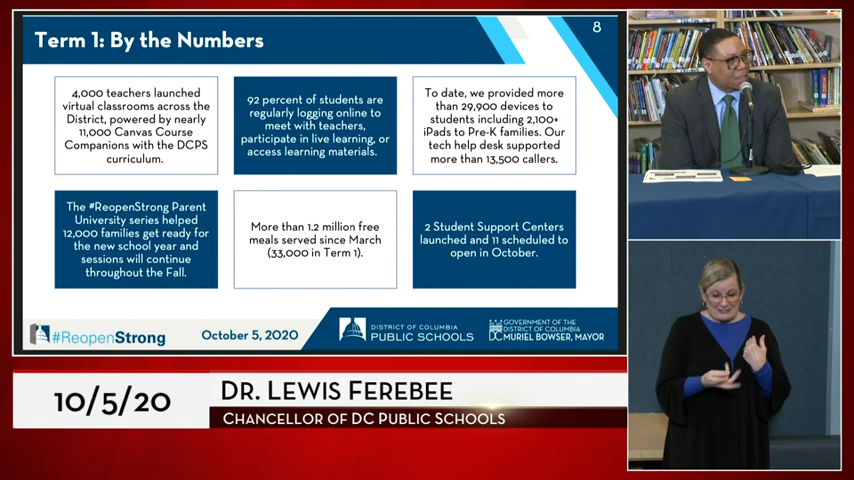 Term 1: By the Numbers
8
4,000 teachers launched
virtual classrooms across the
District, powered by nearly
11,000 Canvas Course
Companions with the DCPS
curriculum.
92 percent of students are
regularly logging online to
meet with teachers,
participate in live learning, or
access learning materials.
To date, we provided more
than 29,900 devices to
students including 2,100+
iPads to Pre-K families. Our
tech help desk supported
more than 13,500 callers.
The #ReopenStrong Parent
University series helped
12,000 families get ready for
the new school year and
sessions will continue
throughout the Fall.
More than 1.2 million free
meals served since March
(33,000 in Term 1).
2 Student Support Centers
launched and 11 scheduled to
open in October.
#ReopenStrong
October 5, 2020
DISTRICT OF COLUMBIA
PUBLIC SCHOOLS
GOVERNMENT OF THE
DISTRICT OF COLUMBIA
DC MURIEL BOWSER, MAYOR
10/5/20
DR. LEWIS FEREBEE
CHANCELLOR OF DC PUBLIC SCHOOLS